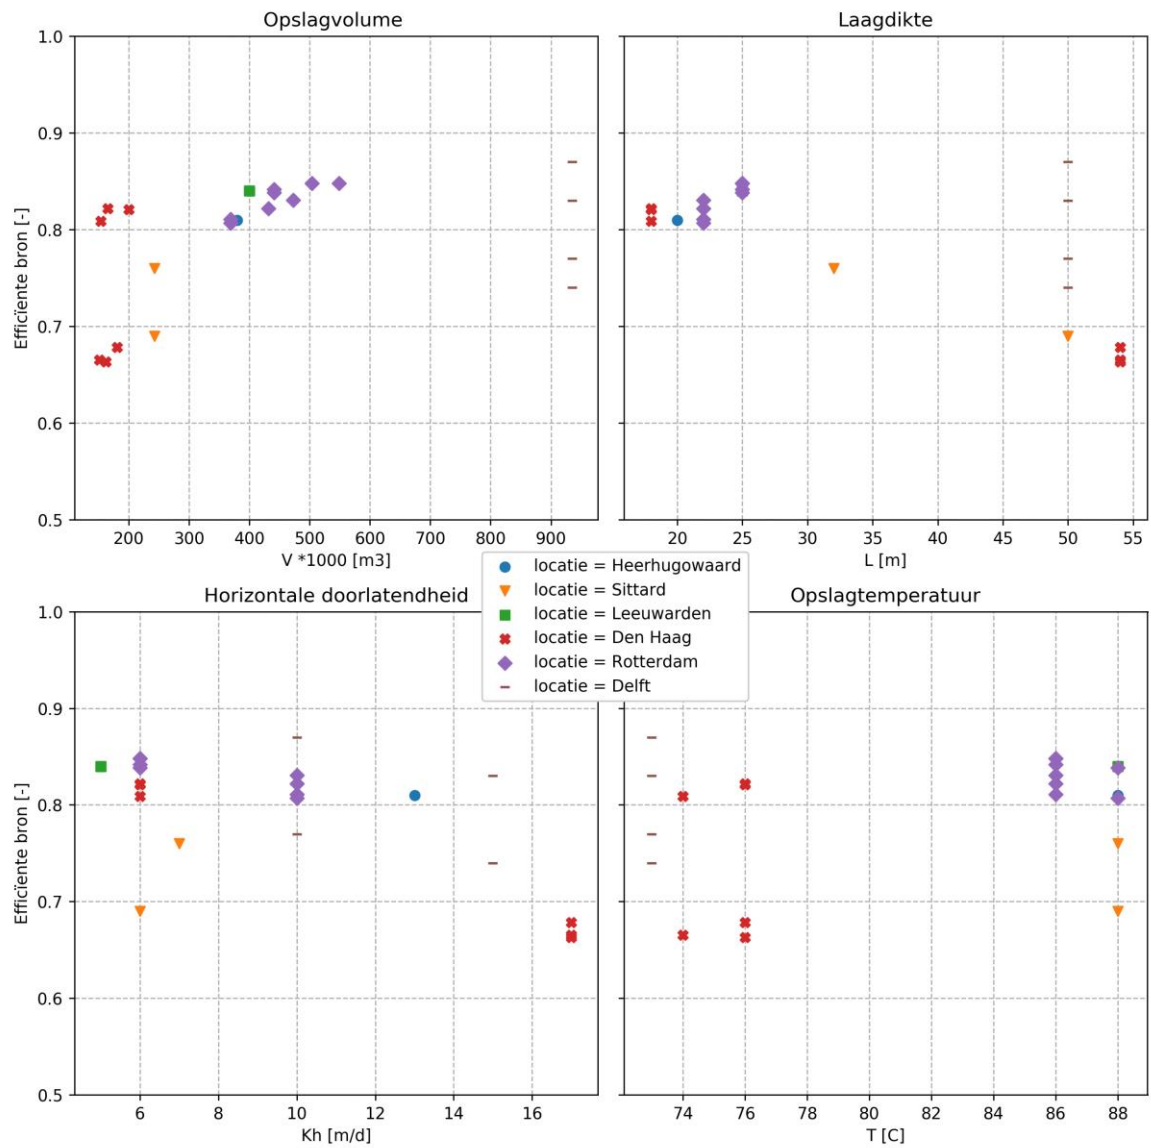 Opslagvolume
Laagdikte
Efficïente bron [-]
1.0
0.9
0.8
0.7
0.6
0.5
200 300 400 500 600 700 800 900
V *1000 [m3]
20 25 30 35 40 45 50 55
L [m]
locatie = Heerhugowaard
locatie = Sittard
locatie = Leeuwarden
locatie = Den Haag
locatie = Rotterdam
locatie = Delft
Horizontale doorlatendheid
Opslagtemperatuur
Efficïente bron [-]
1.0
0.9
0.8
0.7
0.6
0.5
6 8 10 12 14 16
Kh [m/d]
74 76 78 80 82 84 86 88
T [C]